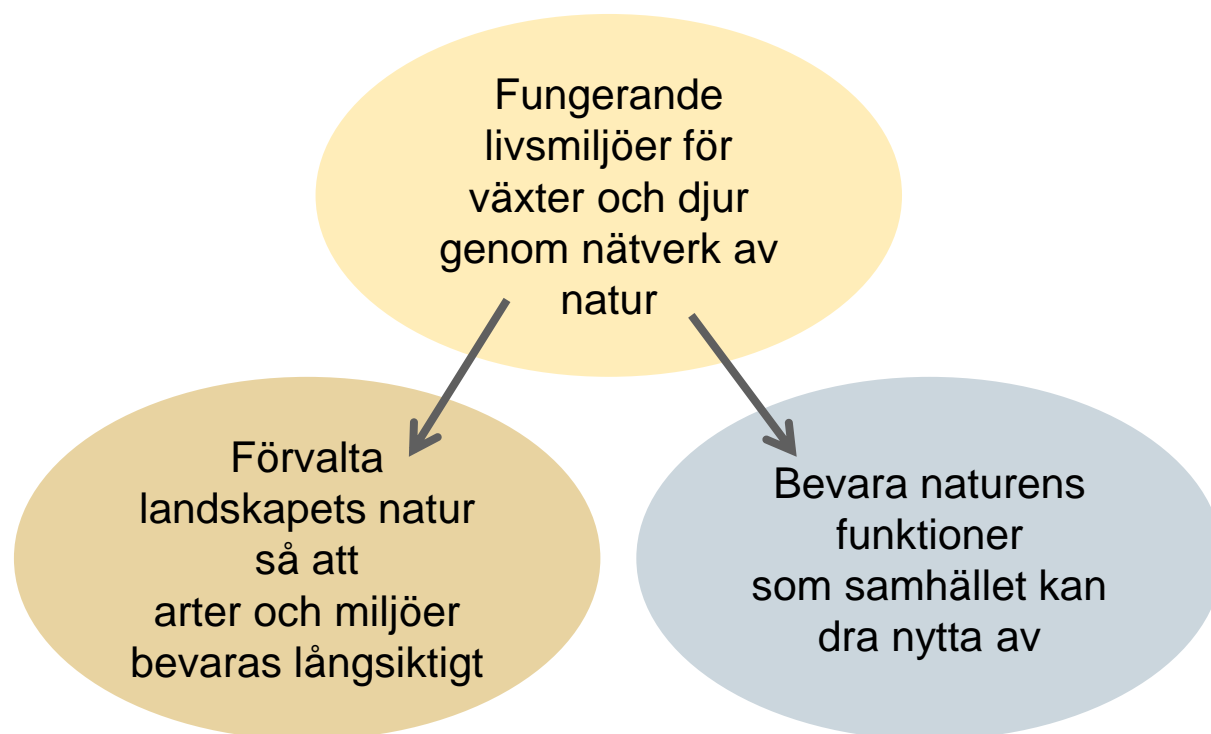 Fungerande
livsmiljöer för
växter och djur
genom nätverk av
natur
Förvalta
landskapets natur
så att
arter och miljöer
bevaras långsiktigt
Bevara naturens
funktioner
som samhället kan
dra nytta av